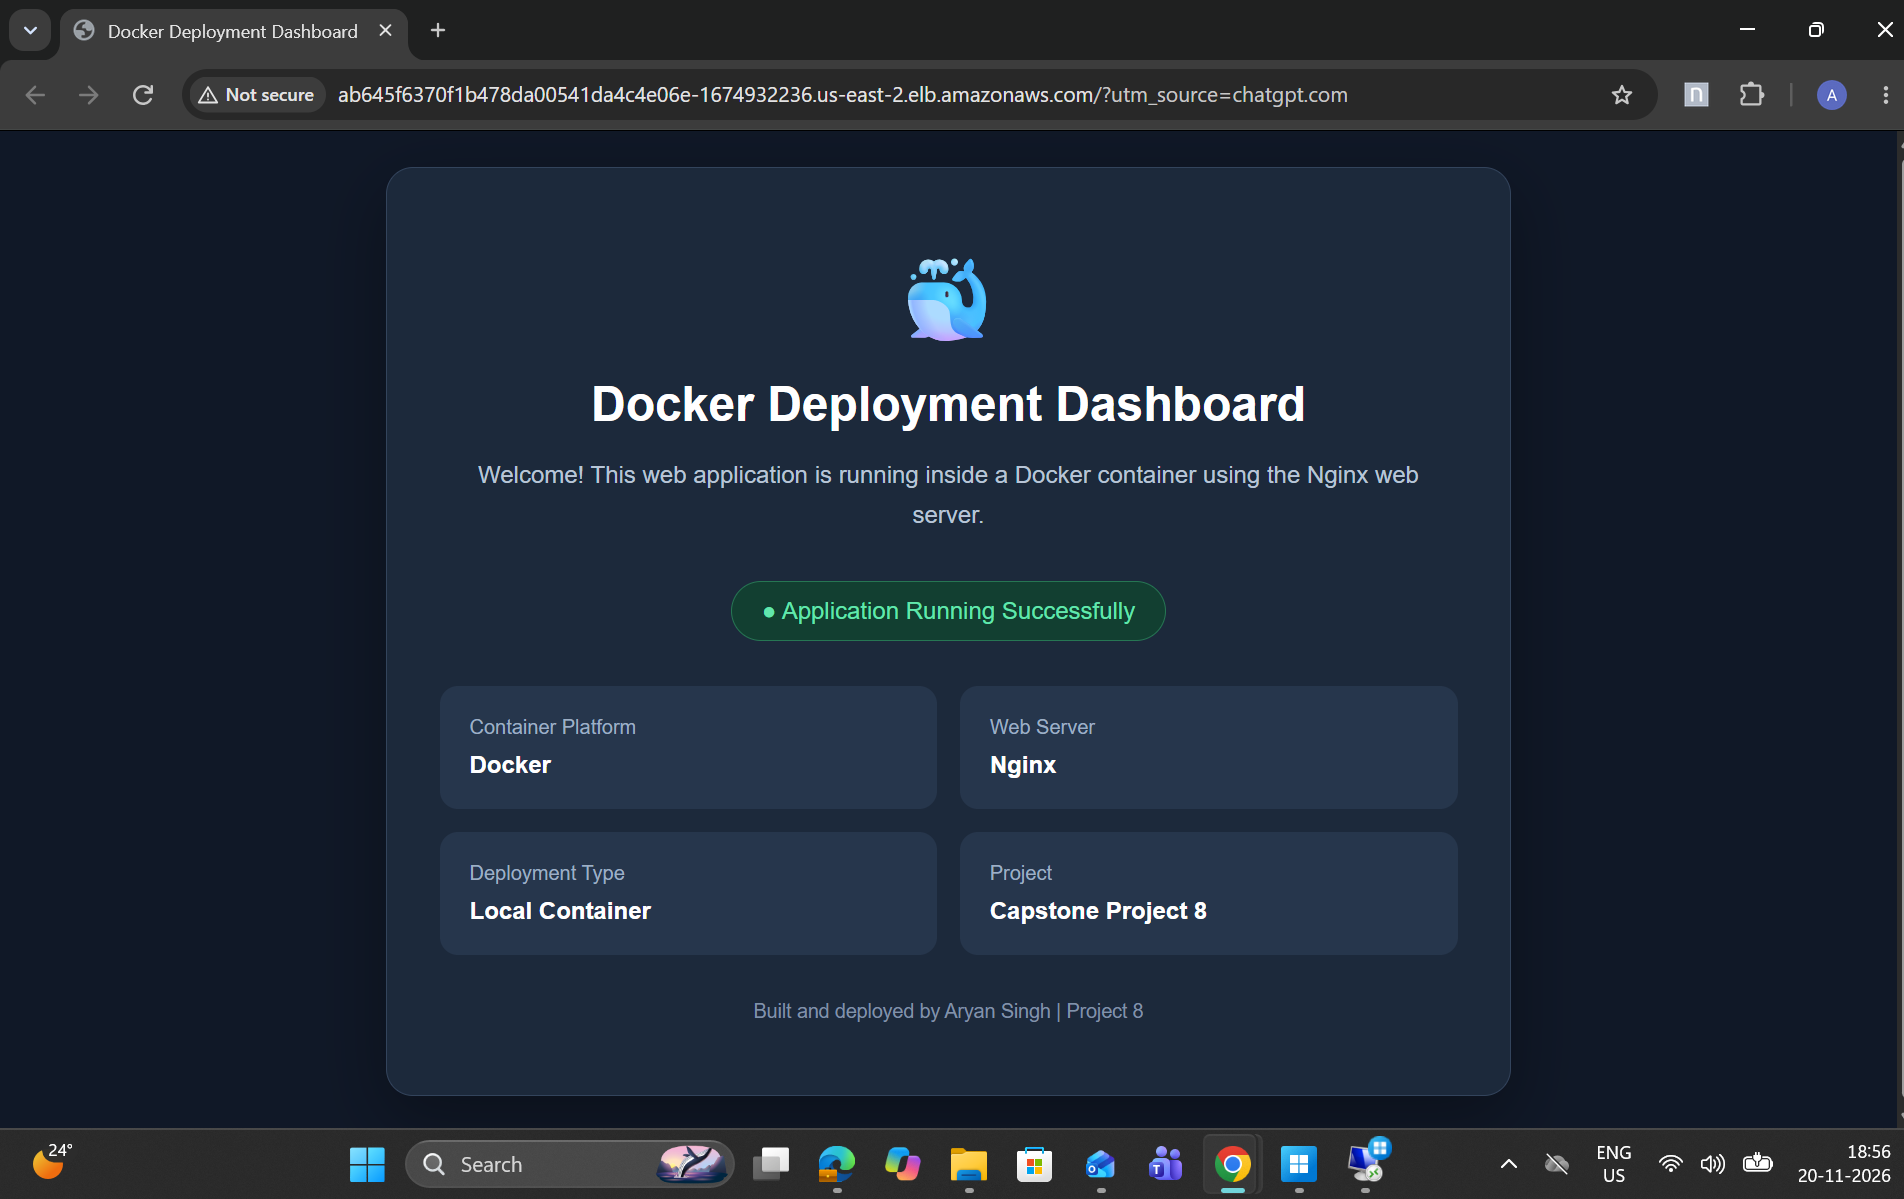 Docker Deployment Dashboard
Not secure
ab645f6370f1b478da00541da4c4e06e-1674932236.us-east-2.elb.amazonaws.com/?utm_source=chatgpt.com
A
Docker Deployment Dashboard
Welcome! This web application is running inside a Docker container using the Nginx web
server.
● Application Running Successfully
Container Platform
Docker
Web Server
Nginx
Deployment Type
Local Container
Project
Capstone Project 8
Built and deployed by Aryan Singh | Project 8
24°
Search
ENG
US
18:56
20-11-2026